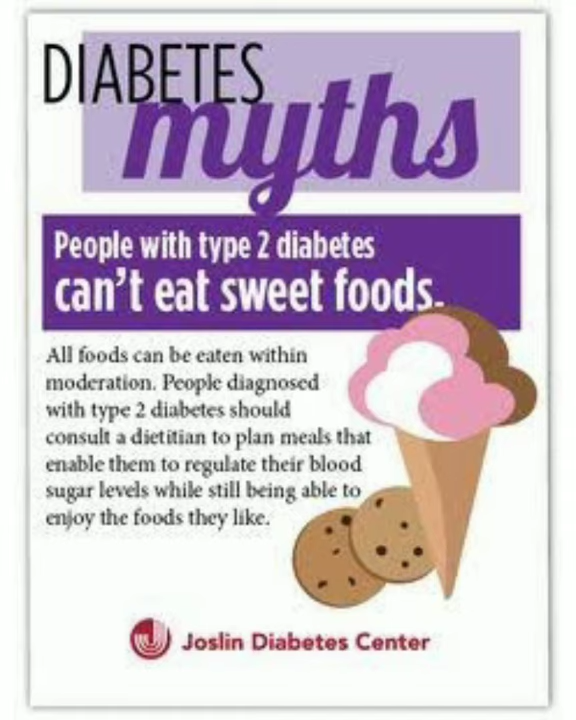 DIABETES
myths
People with type 2 diabetes
can't eat sweet foods.
All foods can be eaten within
moderation. People diagnosed
with type 2 diabetes should
consult a dietitian to plan meals that
enable them to regulate their blood
sugar levels while still being able to
enjoy the foods they like.
Joslin Diabetes Center